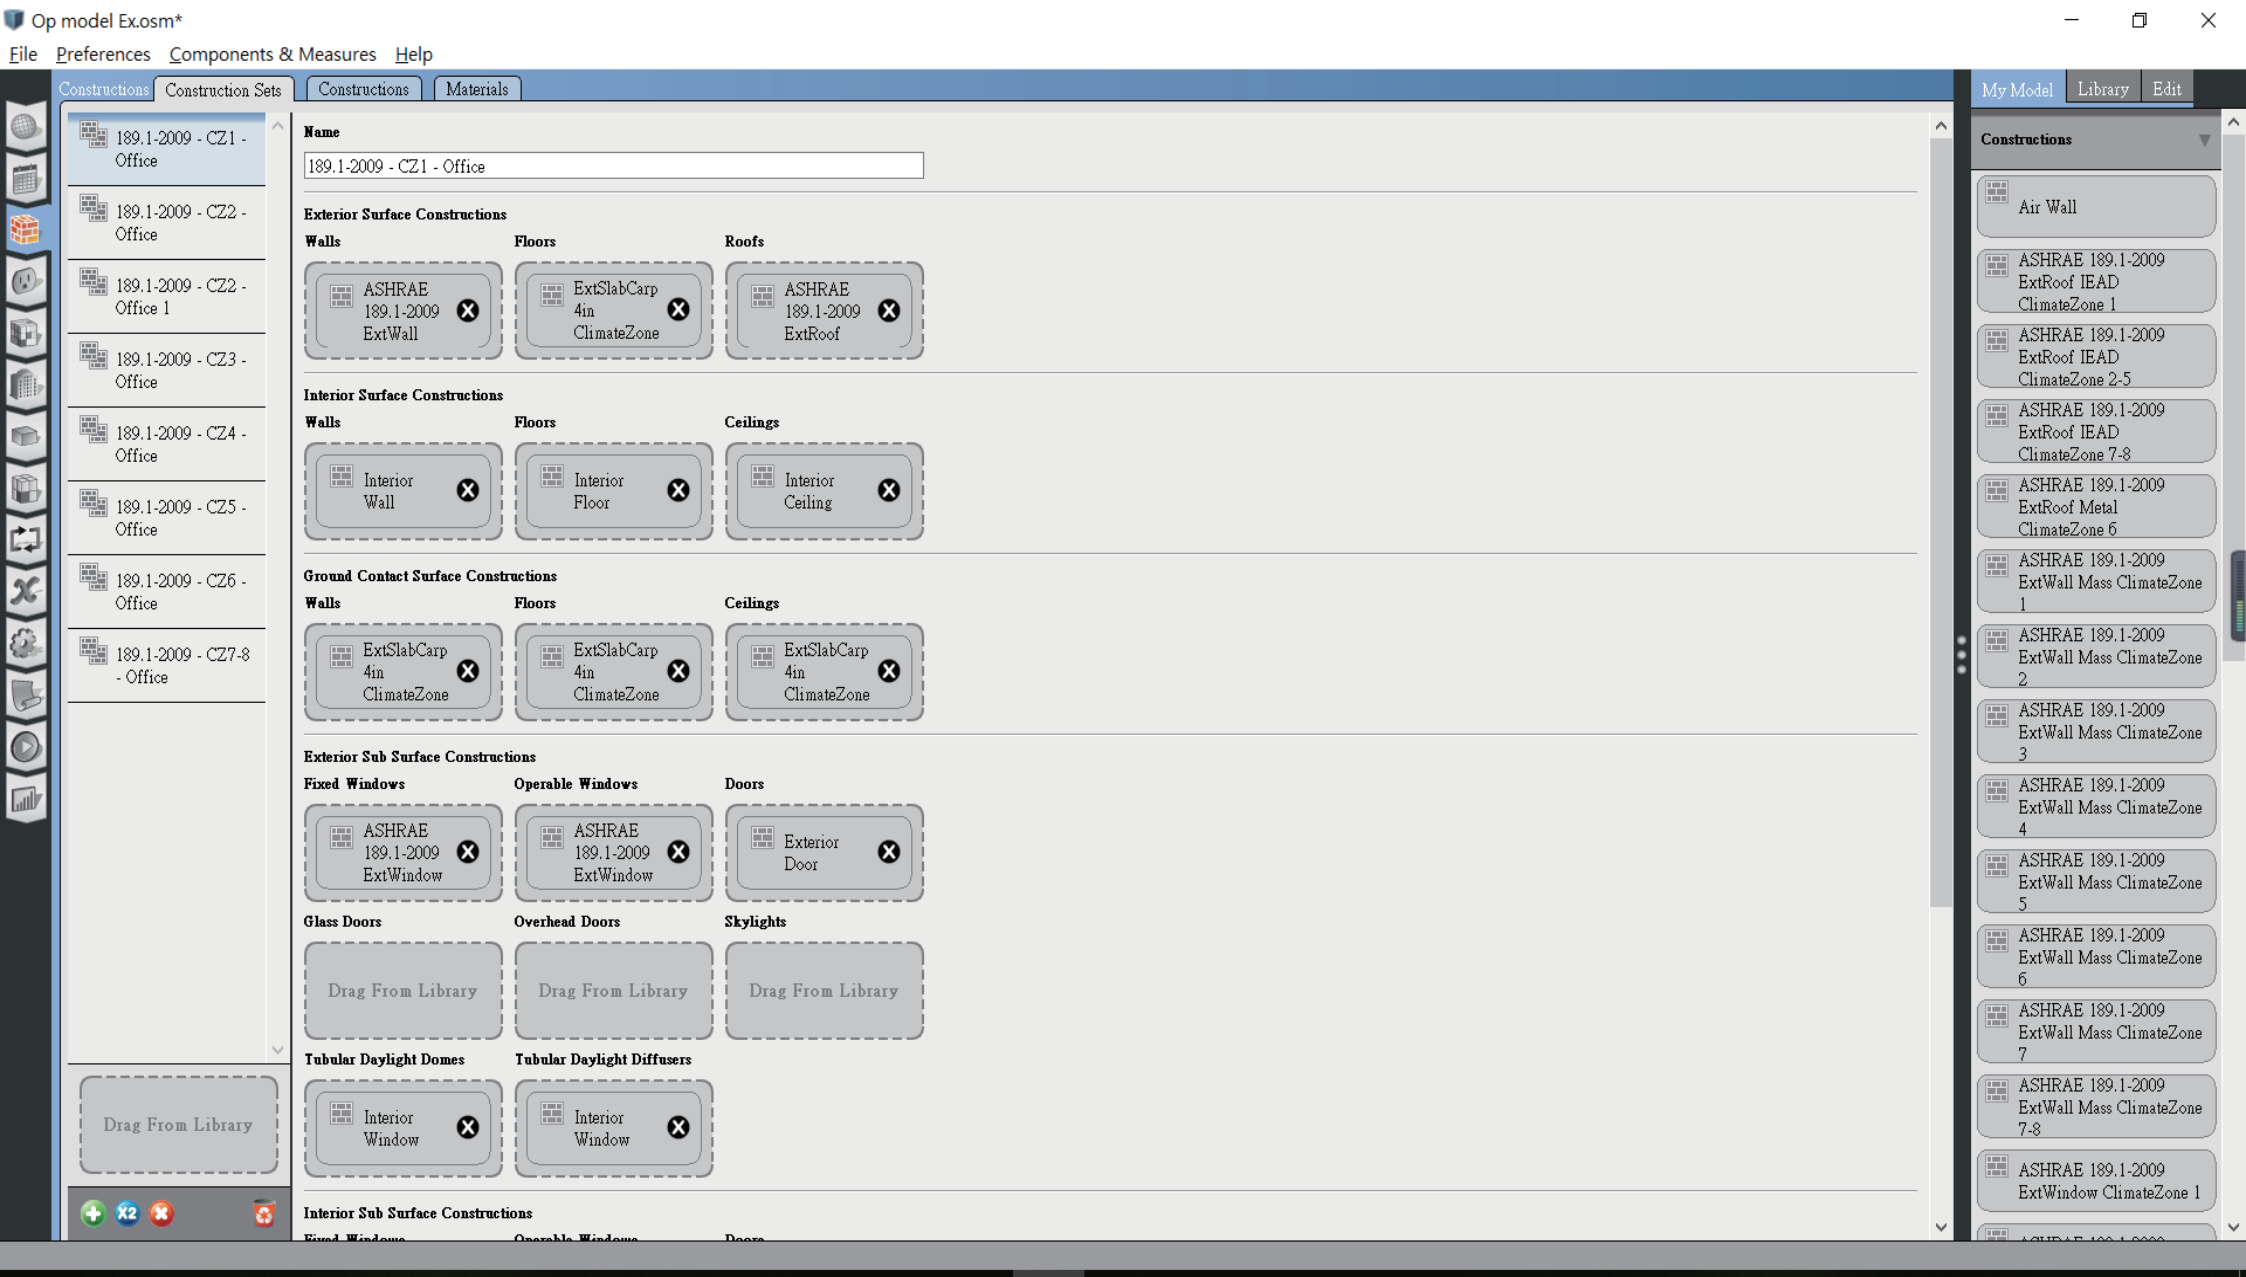 Op model Ex.osm*
File Preferences Components & Measures Help
Constructions Construction Sets Constructions Materials
My Model Library Edit
189.1-2009 - CZ1 -
Office
189.1-2009 - CZ2 -
Office
189.1-2009 - CZ2 -
Office 1
189.1-2009 - CZ3 -
Office
189.1-2009 - CZ4 -
Office
189.1-2009 - CZ5 -
Office
189.1-2009 - CZ6 -
Office
189.1-2009 - CZ7-8
- Office
Drag From Library
X2
Name
189.1-2009 - CZ1 - Office
Exterior Surface Constructions
Walls Floors Roofs
ASHRAE
189.1-2009
ExtWall
ExtSlabCarp
4in
ClimateZone
ASHRAE
189.1-2009
ExtRoof
Interior Surface Constructions
Walls Floors Ceilings
Interior
Wall
Interior
Floor
Interior
Ceiling
Ground Contact Surface Constructions
Walls Floors Ceilings
ExtSlabCarp
4in
ClimateZone
ExtSlabCarp
4in
ClimateZone
ExtSlabCarp
4in
ClimateZone
Exterior Sub Surface Constructions
Fixed Windows Operable Windows Doors
ASHRAE
189.1-2009
ExtWindow
ASHRAE
189.1-2009
ExtWindow
Exterior
Door
Glass Doors Overhead Doors Skylights
Drag From Library Drag From Library Drag From Library
Tubular Daylight Domes Tubular Daylight Diffusers
Interior
Window
Interior
Window
Interior Sub Surface Constructions
Fixed Windows Operable Windows Doors
Constructions
Air Wall
ASHRAE 189.1-2009
ExtRoof IEAD
ClimateZone 1
ASHRAE 189.1-2009
ExtRoof IEAD
ClimateZone 2-5
ASHRAE 189.1-2009
ExtRoof IEAD
ClimateZone 7-8
ASHRAE 189.1-2009
ExtRoof Metal
ClimateZone 6
ASHRAE 189.1-2009
ExtWall Mass ClimateZone
1
ASHRAE 189.1-2009
ExtWall Mass ClimateZone
2
ASHRAE 189.1-2009
ExtWall Mass ClimateZone
3
ASHRAE 189.1-2009
ExtWall Mass ClimateZone
4
ASHRAE 189.1-2009
ExtWall Mass ClimateZone
5
ASHRAE 189.1-2009
ExtWall Mass ClimateZone
6
ASHRAE 189.1-2009
ExtWall Mass ClimateZone
7
ASHRAE 189.1-2009
ExtWall Mass ClimateZone
7-8
ASHRAE 189.1-2009
ExtWindow ClimateZone 1
ASHRAE 189.1-2009